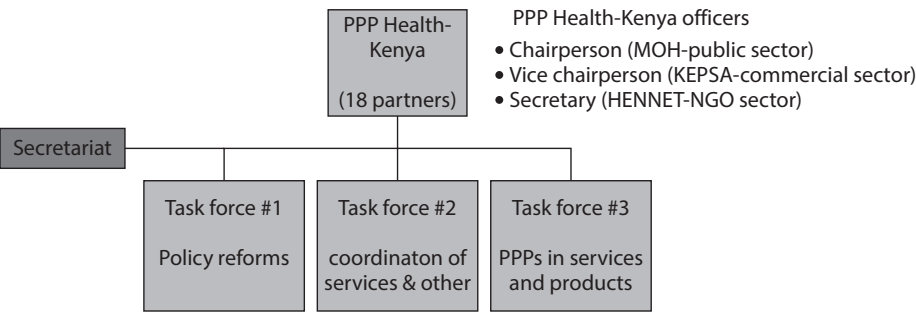 PPP Health-
Kenya
(18 partners)
PPP Health-Kenya officers
• Chairperson (MOH-public sector)
• Vice chairperson (KEPSA-commercial sector)
• Secretary (HENNET-NGO sector)
Secretariat
Task force #1
Policy reforms
Task force #2
coordinaton of
services & other
Task force #3
PPPs in services
and products